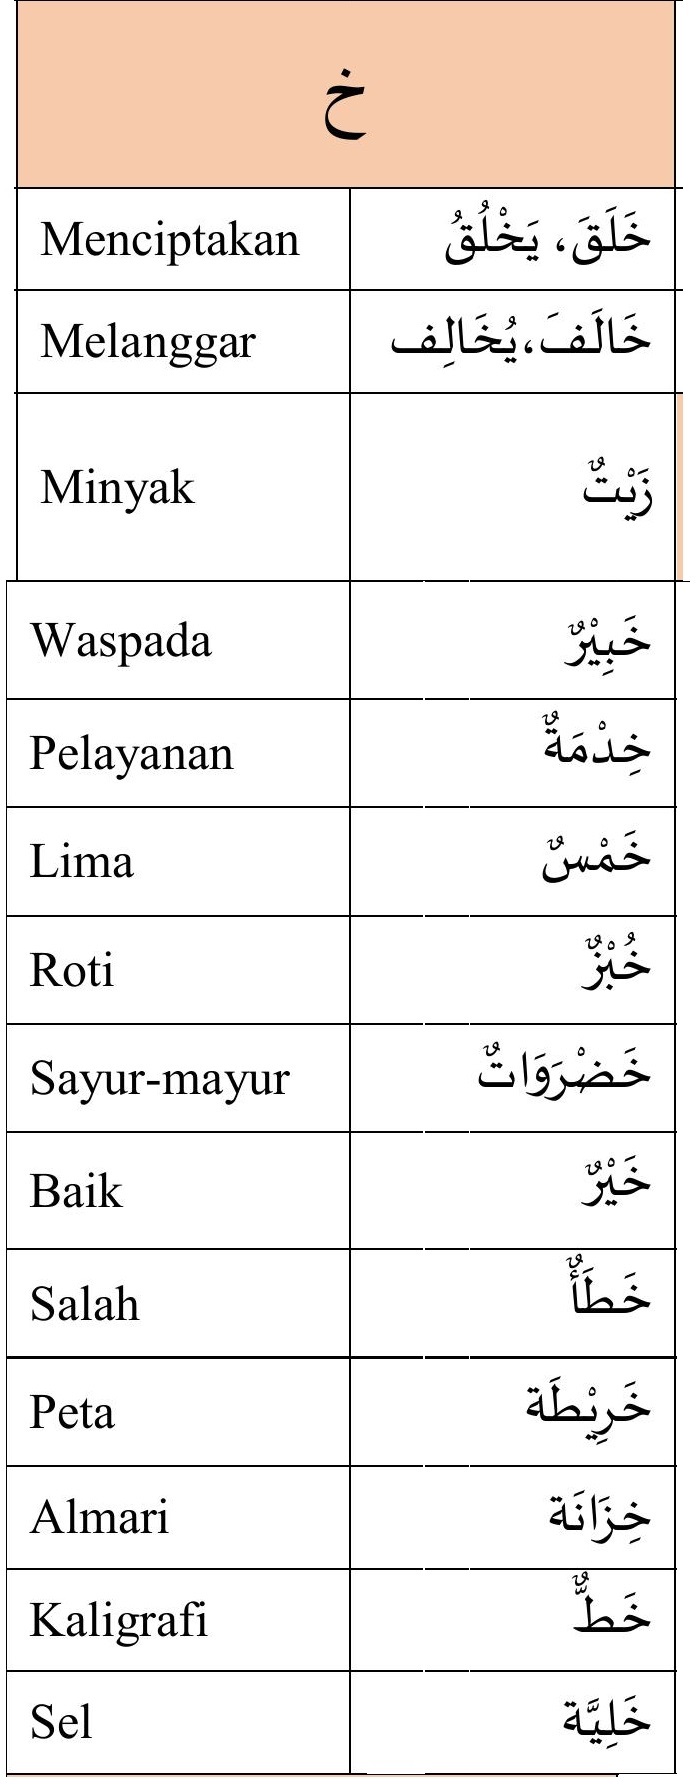 خ
Menciptakan خَلَقَ، يَخْلُقُ
Melanggar خَالَفَ،يُخَالِف
Minyak زَيْتٌ
Waspada خَبِيْرٌ
Pelayanan خِدْمَةٌ
Lima خَمْسٌ
Roti خُبْزٌ
Sayur-mayur خَضْرَوَاتٌ
Baik خَيْرٌ
Salah خَطَأٌ
Peta خَرِيْطَة
Almari خِزَانَة
Kaligrafi خَطٌّ
Sel خَلِيَّة